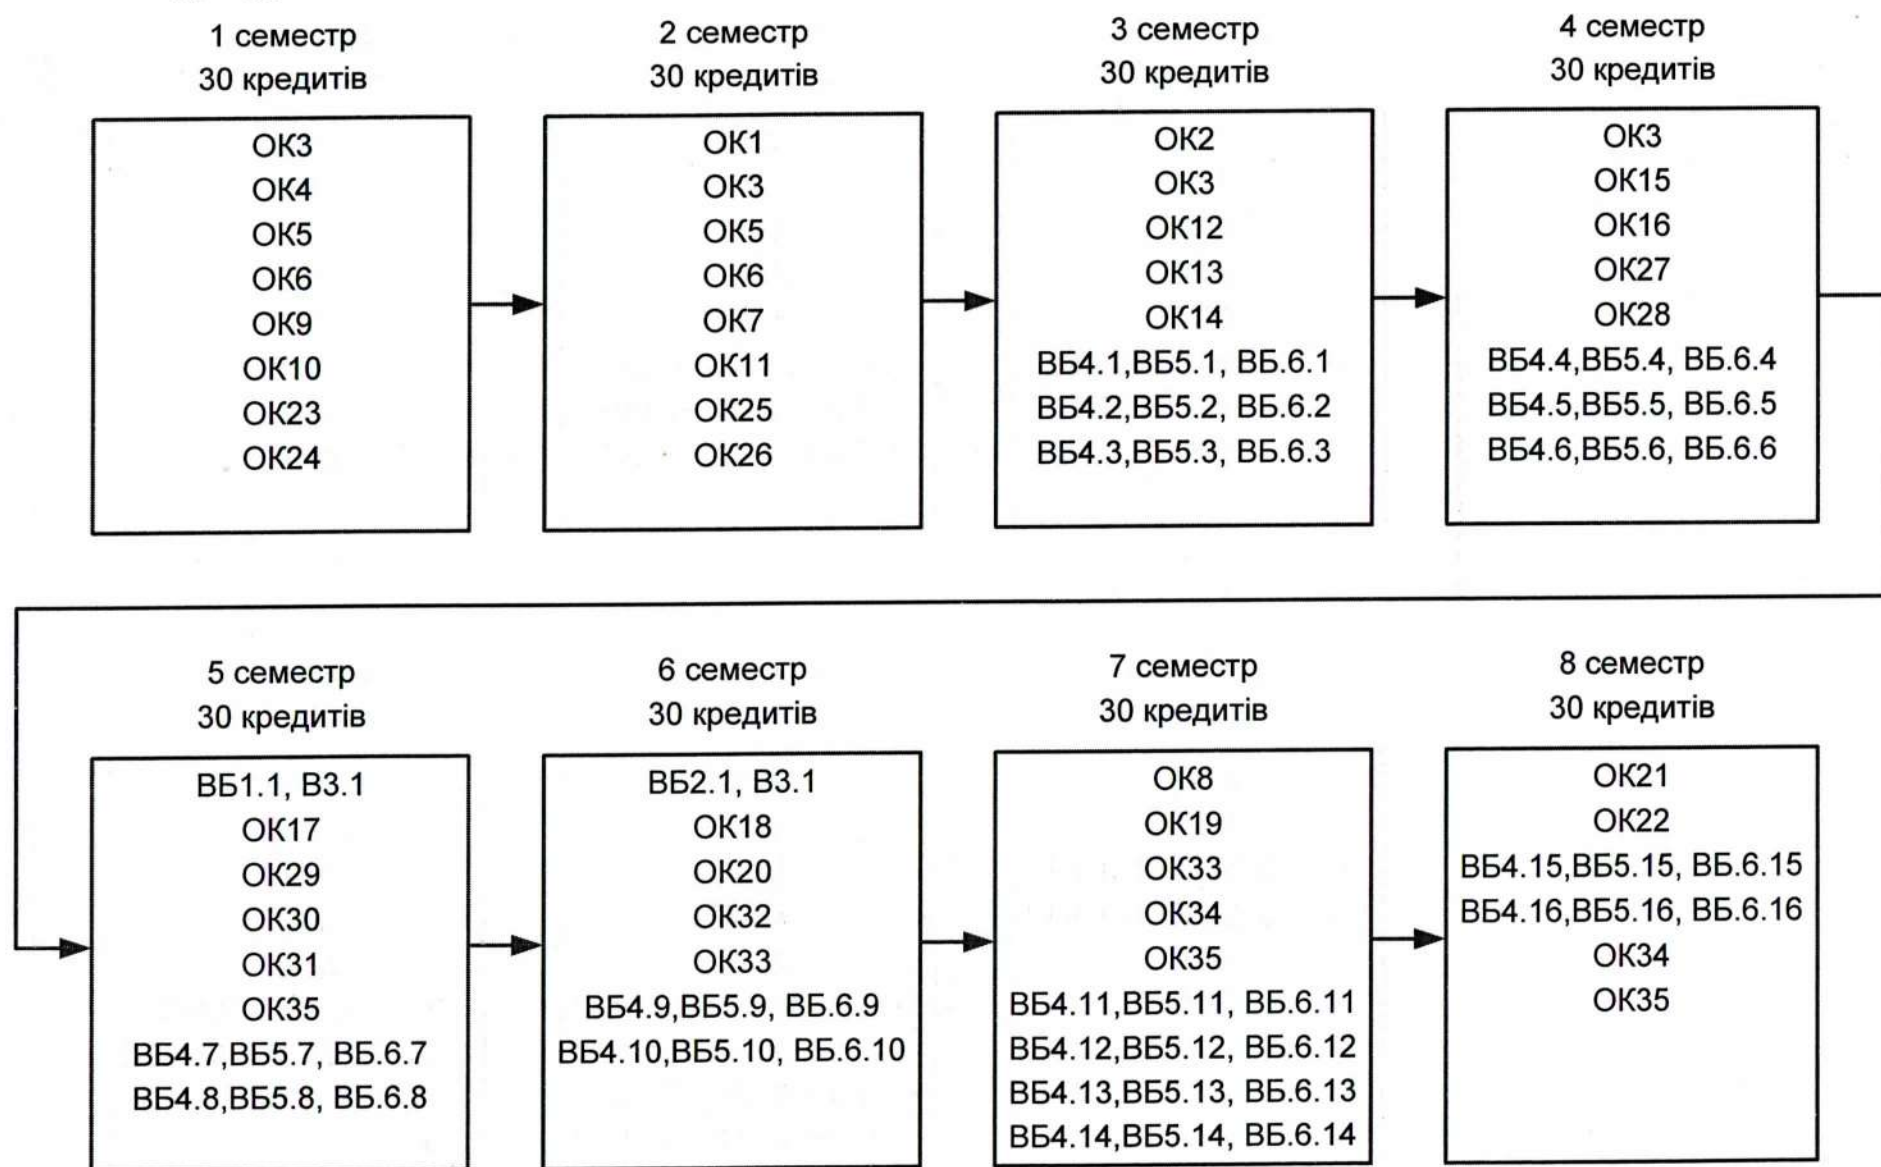 1 семестр
30 кредитів
ОК3
ОК4
ОК5
ОК6
ОК9
ОК10
ОК23
ОК24
2 семестр
30 кредитів
ОК1
ОК3
ОК5
ОК6
ОК7
ОК11
ОК25
ОК26
3 семестр
30 кредитів
ОК2
ОК3
ОК12
ОК13
ОК14
ВБ4.1,ВБ5.1, ВБ.6.1
ВБ4.2,ВБ5.2, ВБ.6.2
ВБ4.3,ВБ5.3, ВБ.6.3
4 семестр
30 кредитів
ОК3
ОК15
ОК16
ОК27
ОК28
ВБ4.4,ВБ5.4, ВБ.6.4
ВБ4.5,ВБ5.5, ВБ.6.5
ВБ4.6,ВБ5.6, ВБ.6.6
5 семестр
30 кредитів
ВБ1.1, В3.1
ОК17
ОК29
ОК30
ОК31
ОК35
ВБ4.7,ВБ5.7, ВБ.6.7
ВБ4.8,ВБ5.8, ВБ.6.8
6 семестр
30 кредитів
ВБ2.1, В3.1
ОК18
ОК20
ОК32
ОК33
ВБ4.9,ВБ5.9, ВБ.6.9
ВБ4.10,ВБ5.10, ВБ.6.10
7 семестр
30 кредитів
ОК8
ОК19
ОК33
ОК34
ОК35
ВБ4.11,ВБ5.11, ВБ.6.11
ВБ4.12,ВБ5.12, ВБ.6.12
ВБ4.13,ВБ5.13, ВБ.6.13
ВБ4.14,ВБ5.14, ВБ.6.14
8 семестр
30 кредитів
ОК21
ОК22
ВБ4.15,ВБ5.15, ВБ.6.15
ВБ4.16,ВБ5.16, ВБ.6.16
ОК34
ОК35